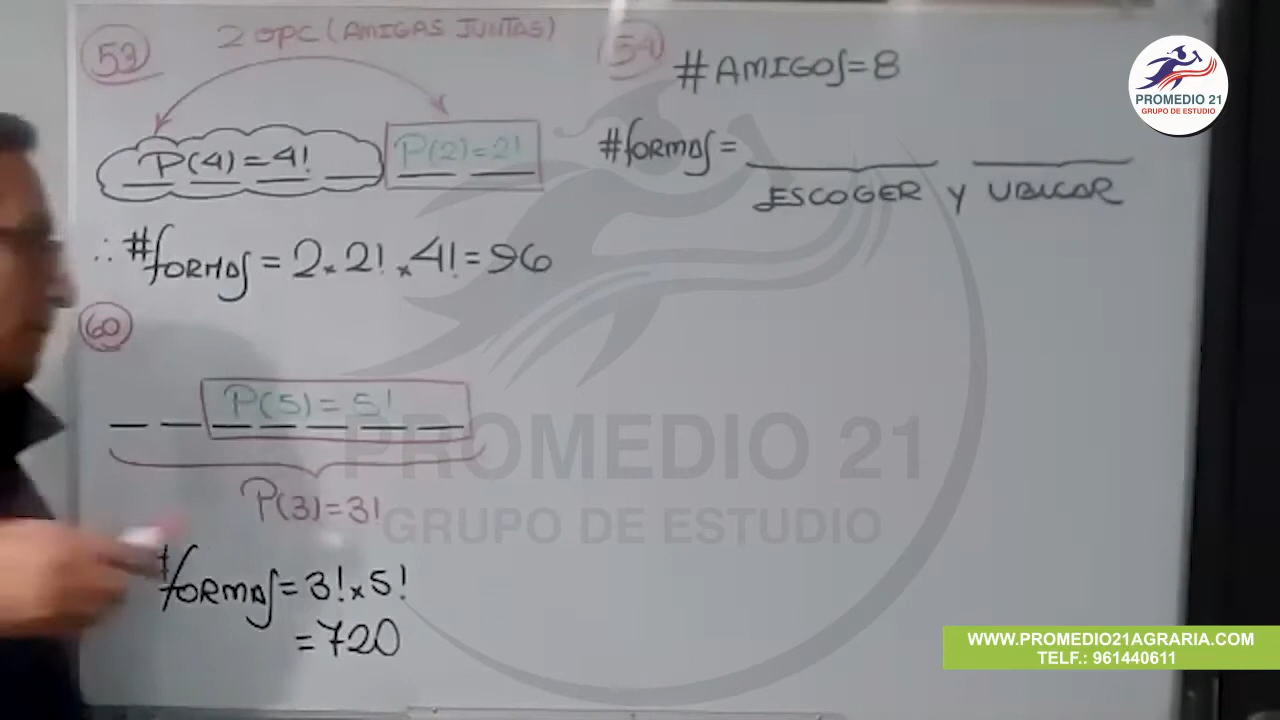 53
2 OPC (AMIGAS JUNTAS)
P(4) = 4!
P(2) = 2!
∴ #FORMAS = 2 × 2! × 4! = 96
60
P(5) = 5!
P(3) = 3!
#FORMAS = 3! × 5!
= 720
54
# AMIGOS = 8
#FORMAS =
ESCOGER Y UBICAR
PROMEDIO 21
GRUPO DE ESTUDIO
PROMEDIO 21
GRUPO DE ESTUDIO
WWW.PROMEDIO21AGRARIA.COM
TELF.: 961440611